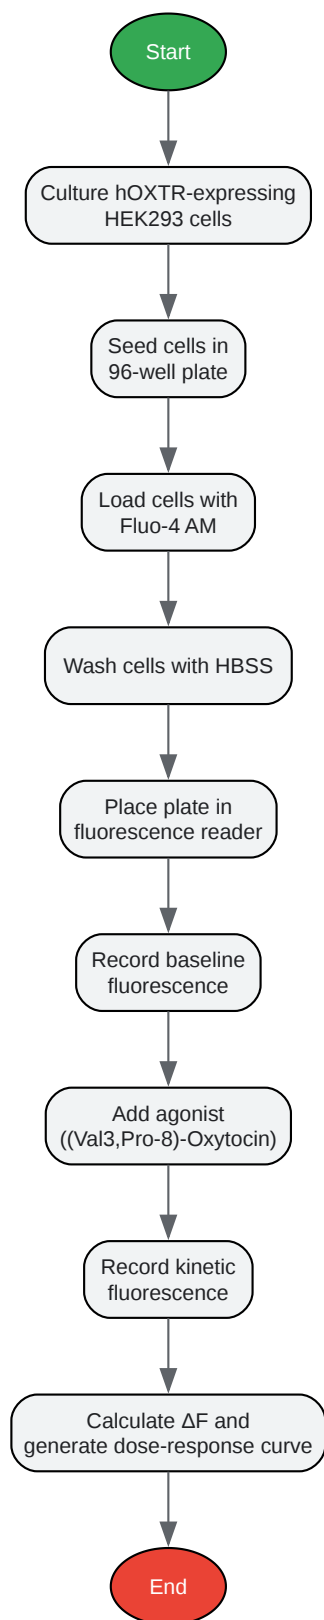 Start
Culture hOXTR-expressing
HEK293 cells
Seed cells in
96-well plate
Load cells with
Fluo-4 AM
Wash cells with HBSS
Place plate in
fluorescence reader
Record baseline
fluorescence
Add agonist
((Val3,Pro-8)-Oxytocin)
Record kinetic
fluorescence
Calculate ΔF and
generate dose-response curve
End